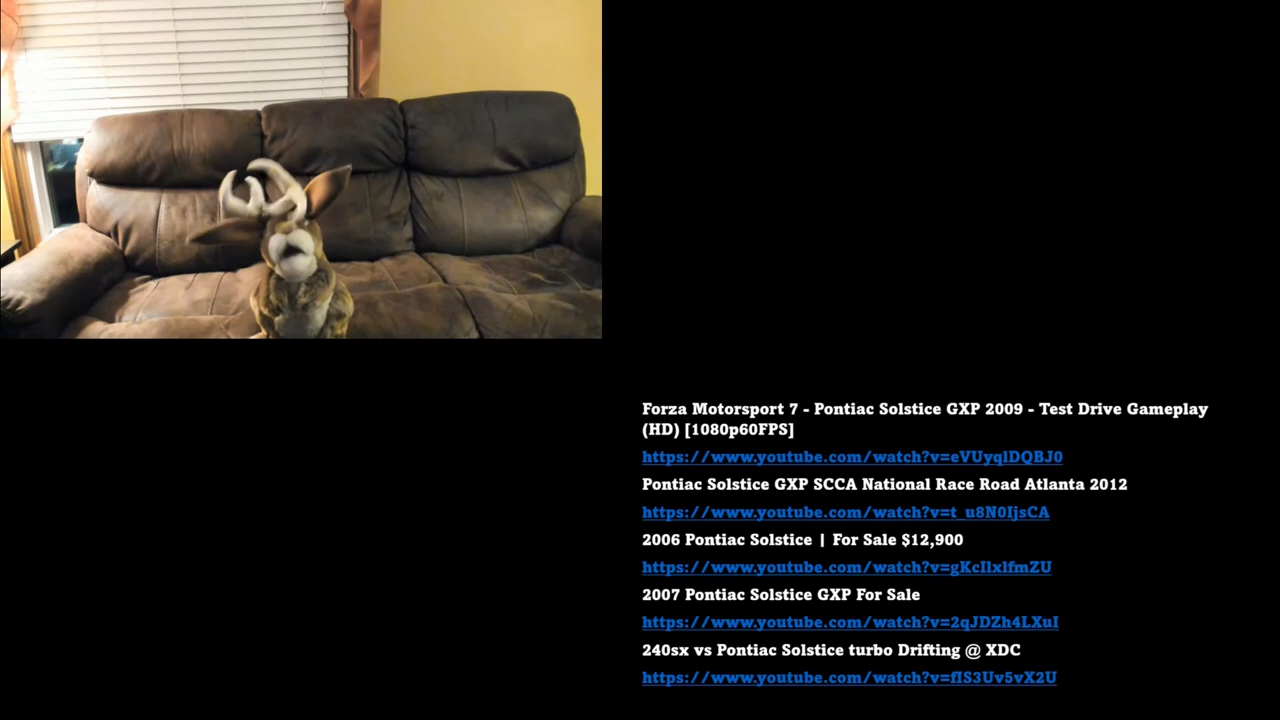 Forza Motorsport 7 - Pontiac Solstice GXP 2009 - Test Drive Gameplay
(HD) [1080p60FPS]
https://www.youtube.com/watch?v=eVUyqlDQBJ0
Pontiac Solstice GXP SCCA National Race Road Atlanta 2012
https://www.youtube.com/watch?v=t_u8N0IjsCA
2006 Pontiac Solstice | For Sale $12,900
https://www.youtube.com/watch?v=gKcIlxlfmZU
2007 Pontiac Solstice GXP For Sale
https://www.youtube.com/watch?v=2qJDZh4LXuI
240sx vs Pontiac Solstice turbo Drifting @ XDC
https://www.youtube.com/watch?v=fIS3Uv5vX2U